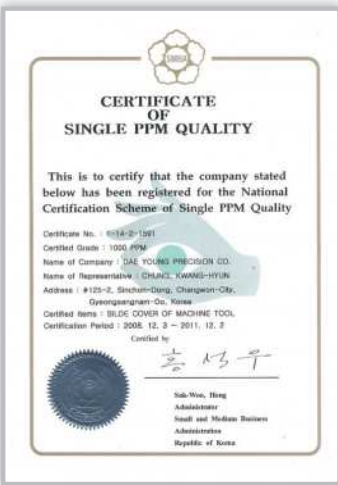 SMBA
CERTIFICATE
OF
SINGLE PPM QUALITY
This is to certify that the company stated
below has been registered for the National
Certification Scheme of Single PPM Quality
Certificate No. :
Certified Grade : 1000 PPM
Name of Company : DAE YOUNG PRECISION CO.
Name of Representative : CHUNG, KWANG-HYUN
Address : #125-2, Sinchon-Dong, Changwon-City,
Gyeongsangnam-Do, Korea
Certified Items : SILDE COVER OF MACHINE TOOL
Certification Period : 2008. 12. 3 ~ 2011. 12. 2
Certified by
홍석우
Suk-Woo, Hong
Administrator
Small and Medium Business
Administration
Republic of Korea